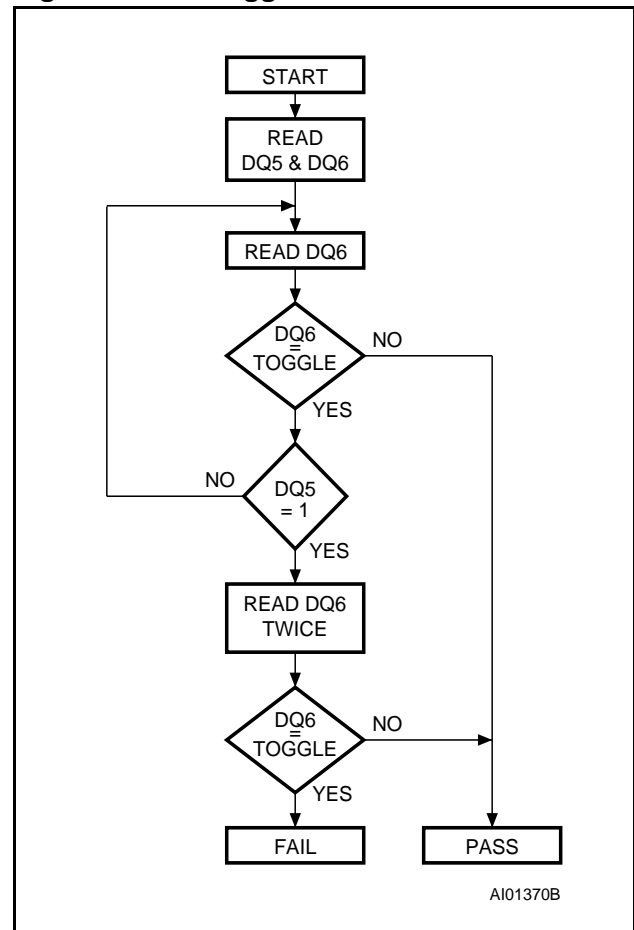 START
READ
DQ5 & DQ6
READ DQ6
DQ6
=
TOGGLE
NO
YES
NO
DQ5
= 1
YES
READ DQ6
TWICE
DQ6
=
TOGGLE
NO
YES
FAIL
PASS
AI01370B